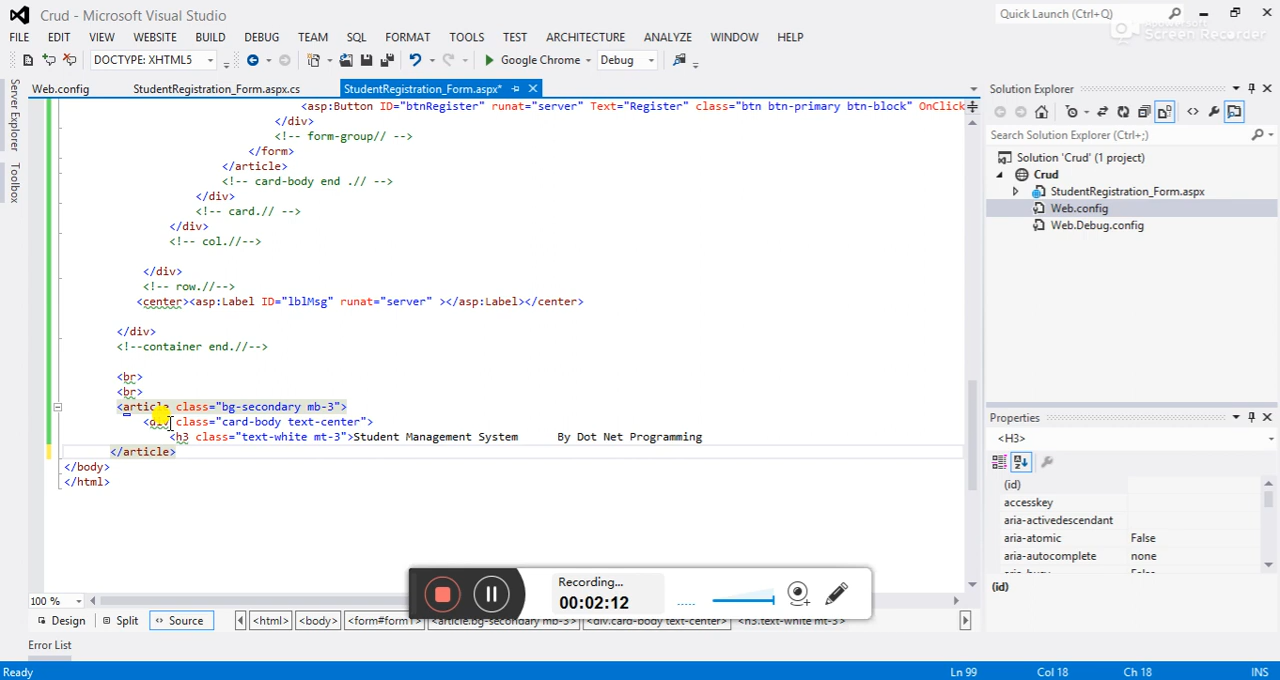 Crud - Microsoft Visual Studio
Quick Launch (Ctrl+Q)
Screen Recorder
FILE EDIT VIEW WEBSITE BUILD DEBUG TEAM SQL FORMAT TOOLS TEST ARCHITECTURE ANALYZE WINDOW HELP
DOCTYPE: XHTML5
Google Chrome
Debug
Server Explorer
Toolbox
Web.config
StudentRegistration_Form.aspx.cs
StudentRegistration_Form.aspx*
<asp:Button ID="btnRegister" runat="server" Text="Register" class="btn btn-primary btn-block" OnClick
</div>
<!-- form-group// -->
</form>
</article>
<!-- card-body end .// -->
</div>
<!-- card.// -->
</div>
<!-- col.//-->
</div>
<!-- row.//-->
<center><asp:Label ID="lblMsg" runat="server" ></asp:Label></center>
</div>
<!--container end.//-->
<br>
<br>
<article class="bg-secondary mb-3">
<div class="card-body text-center">
<h3 class="text-white mt-3">Student Management System By Dot Net Programming
</article>
</body>
</html>
100 %
Design
Split
Source
<html>
<body>
<form#form1>
<article.bg-secondary mb-3>
<div.card-body text-center>
<h3.text-white mt-3>
Error List
Ready
Ln 99
Col 18
Ch 18
INS
Recording...
00:02:12
Solution Explorer
Search Solution Explorer (Ctrl+;)
Solution 'Crud' (1 project)
Crud
StudentRegistration_Form.aspx
Web.config
Web.Debug.config
Properties
<H3>
(id)
accesskey
aria-activedescendant
aria-atomic False
aria-autocomplete none
(id)